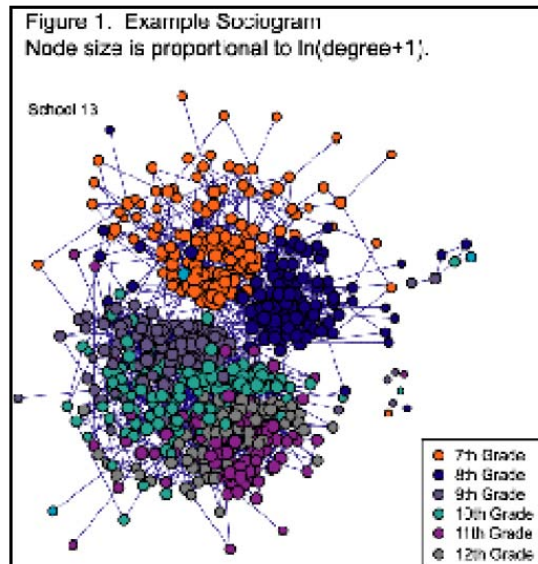 Figure 1. Example Sociogram
Node size is proportional to ln(degree+1).
School 13
7th Grade
8th Grade
9th Grade
10th Grade
11th Grade
12th Grade